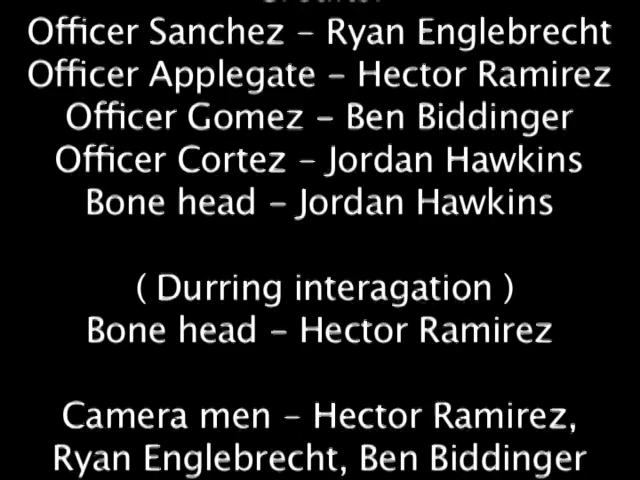 Officer Sanchez - Ryan Englebrecht
Officer Applegate - Hector Ramirez
Officer Gomez - Ben Biddinger
Officer Cortez - Jordan Hawkins
Bone head - Jordan Hawkins
( Durring interagation )
Bone head - Hector Ramirez
Camera men - Hector Ramirez,
Ryan Englebrecht, Ben Biddinger